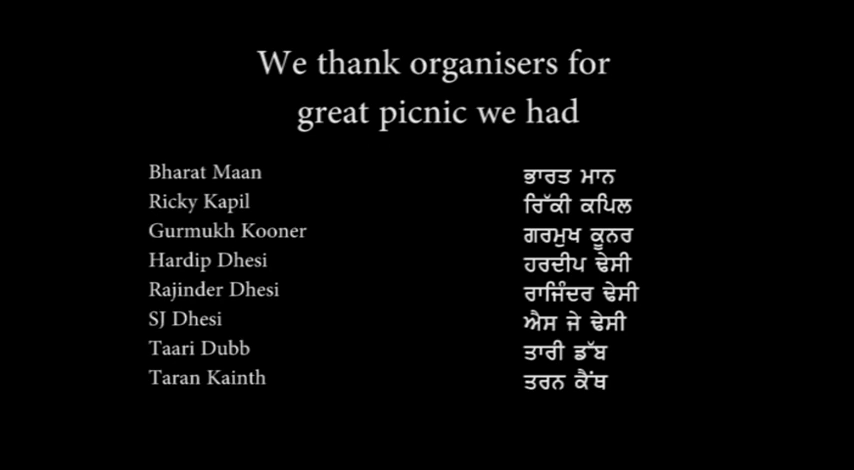 We thank organisers for
great picnic we had
Bharat Maan ਭਾਰਤ ਮਾਨ
Ricky Kapil ਰਿੱਕੀ ਕਪਿਲ
Gurmukh Kooner ਗਰਮੁਖ ਕੂਨਰ
Hardip Dhesi ਹਰਦੀਪ ਢੇਸੀ
Rajinder Dhesi ਰਾਜਿੰਦਰ ਢੇਸੀ
SJ Dhesi ਐਸ ਜੇ ਢੇਸੀ
Taari Dubb ਤਾਰੀ ਡੱਬ
Taran Kainth ਤਰਨ ਕੈਂਥ